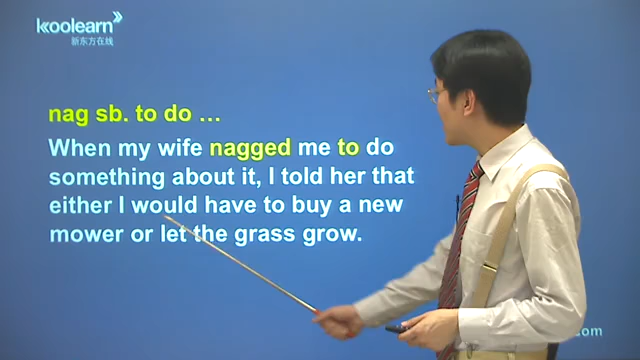 koolearn
新东方在线
nag sb. to do …
When my wife nagged me to do
something about it, I told her that
either I would have to buy a new
mower or let the grass grow.
com